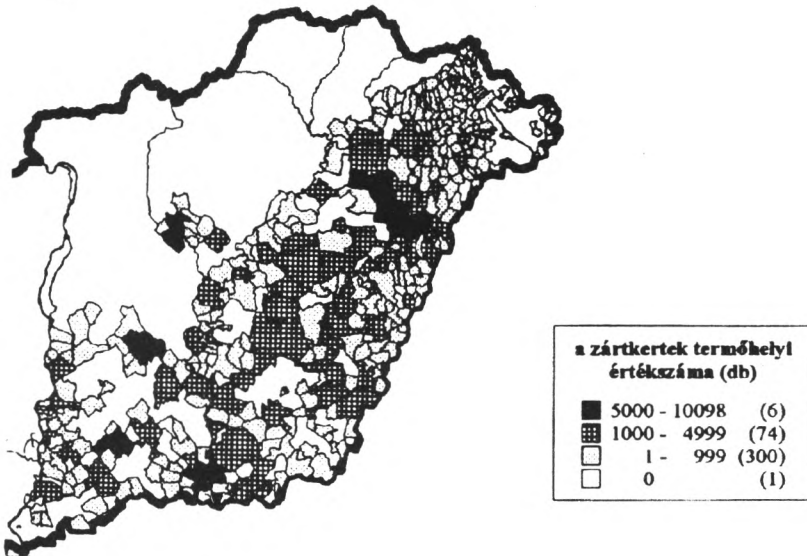 a zártkertek termőhelyi
értékszáma (db)
5000 - 10098 (6)
1000 - 4999 (74)
1 - 999 (300)
0 (1)